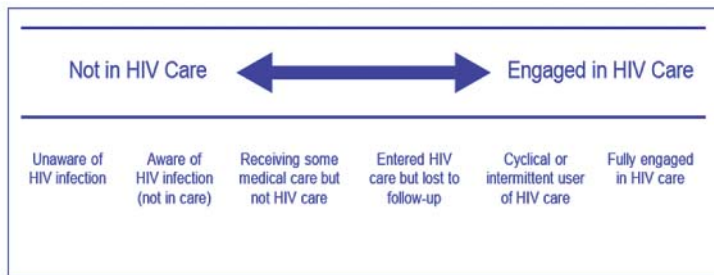 Not in HIV Care
Engaged in HIV Care
Unaware of
HIV infection
Aware of
HIV infection
(not in care)
Receiving some
medical care but
not HIV care
Entered HIV
care but lost to
follow-up
Cyclical or
intermittent user
of HIV care
Fully engaged
in HIV care